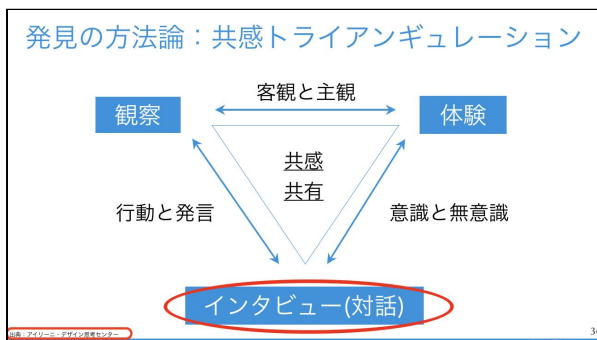 発見の方法論：共感トライアンギュレーション
客観と主観
観察
体験
共感
共有
行動と発言
意識と無意識
インタビュー(対話)
出典：アイリーニ・デザイン思考センター